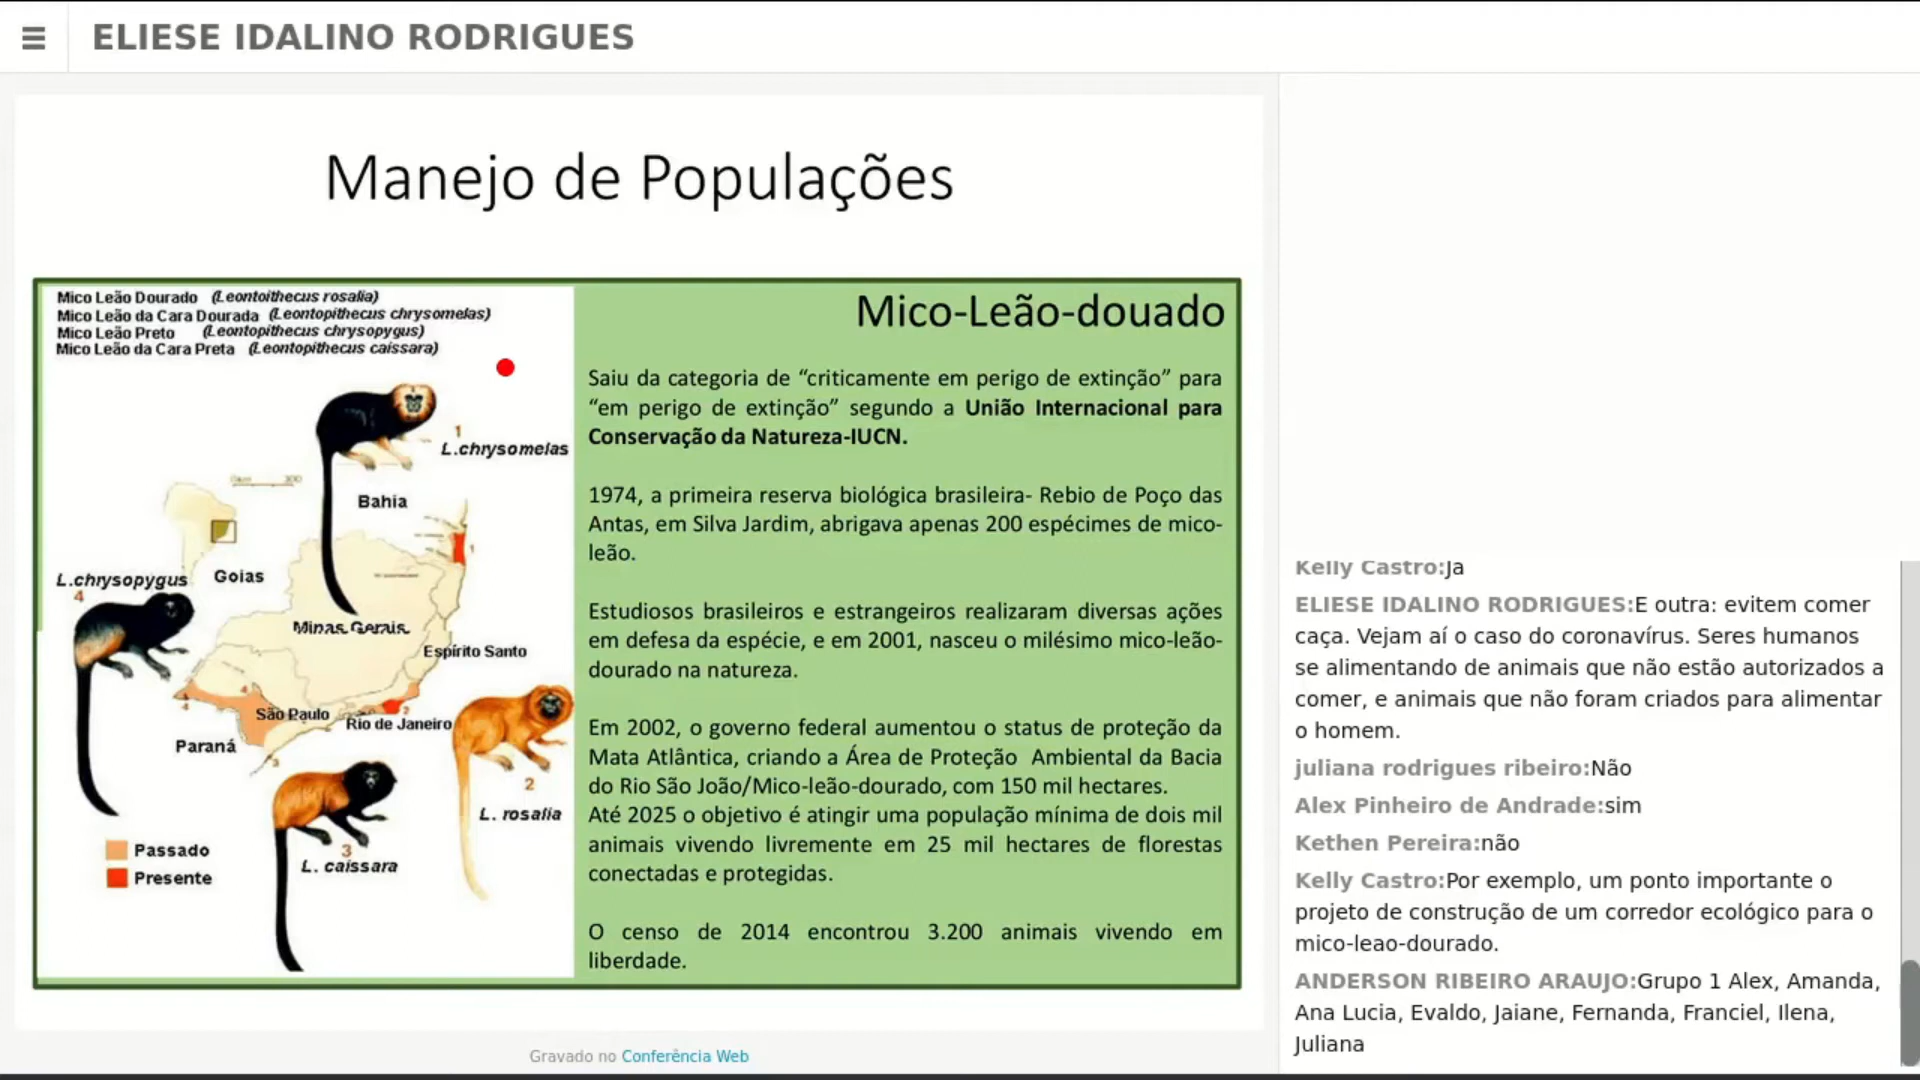 ELIESE IDALINO RODRIGUES
Manejo de Populações
Mico Leão Dourado (Leontoithecus rosalia)
Mico Leão da Cara Dourada (Leontopithecus chrysomelas)
Mico Leão Preto (Leontopithecus chrysopygus)
Mico Leão da Cara Preta (Leontopithecus caissara)
1
L.chrysomelas
Bahia
L.chrysopygus
4
Goias
Minas Gerais
Espírito Santo
São Paulo
Rio de Janeiro
Paraná
2
L. rosalia
3
L. caissara
Passado
Presente
Mico-Leão-douado
Saiu da categoria de “criticamente em perigo de extinção” para
“em perigo de extinção” segundo a União Internacional para
Conservação da Natureza-IUCN.
1974, a primeira reserva biológica brasileira- Rebio de Poço das
Antas, em Silva Jardim, abrigava apenas 200 espécimes de mico-
leão.
Estudiosos brasileiros e estrangeiros realizaram diversas ações
em defesa da espécie, e em 2001, nasceu o milésimo mico-leão-
dourado na natureza.
Em 2002, o governo federal aumentou o status de proteção da
Mata Atlântica, criando a Área de Proteção Ambiental da Bacia
do Rio São João/Mico-leão-dourado, com 150 mil hectares.
Até 2025 o objetivo é atingir uma população mínima de dois mil
animais vivendo livremente em 25 mil hectares de florestas
conectadas e protegidas.
O censo de 2014 encontrou 3.200 animais vivendo em
liberdade.
Gravado no Conferência Web
Kelly Castro:Ja
ELIESE IDALINO RODRIGUES:E outra: evitem comer
caça. Vejam aí o caso do coronavírus. Seres humanos
se alimentando de animais que não estão autorizados a
comer, e animais que não foram criados para alimentar
o homem.
juliana rodrigues ribeiro:Não
Alex Pinheiro de Andrade:sim
Kethen Pereira:não
Kelly Castro:Por exemplo, um ponto importante o
projeto de construção de um corredor ecológico para o
mico-leao-dourado.
ANDERSON RIBEIRO ARAUJO:Grupo 1 Alex, Amanda,
Ana Lucia, Evaldo, Jaiane, Fernanda, Franciel, Ilena,
Juliana